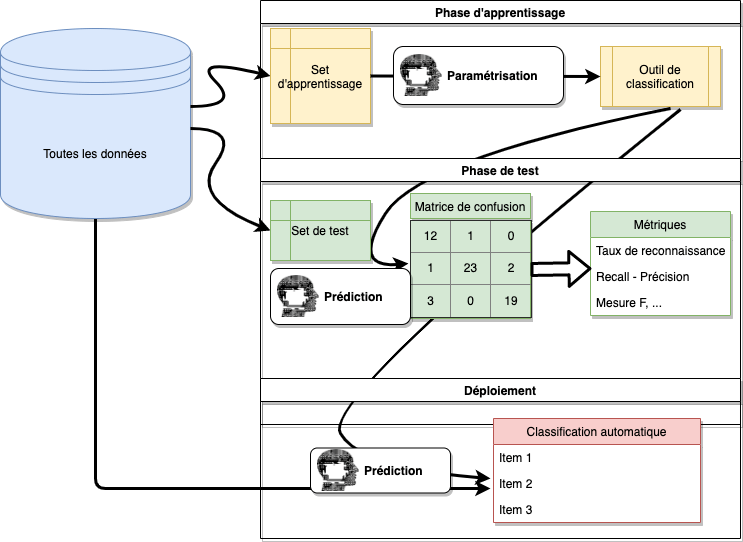 Phase d'apprentissage
Toutes les données
Set
d'apprentissage
Paramétrisation
Outil de
classification
Phase de test
Set de test
Prédiction
Matrice de confusion
12 1 0
1 23 2
3 0 19
Métriques
Taux de reconnaissance
Recall - Précision
Mesure F, ...
Déploiement
Prédiction
Classification automatique
Item 1
Item 2
Item 3